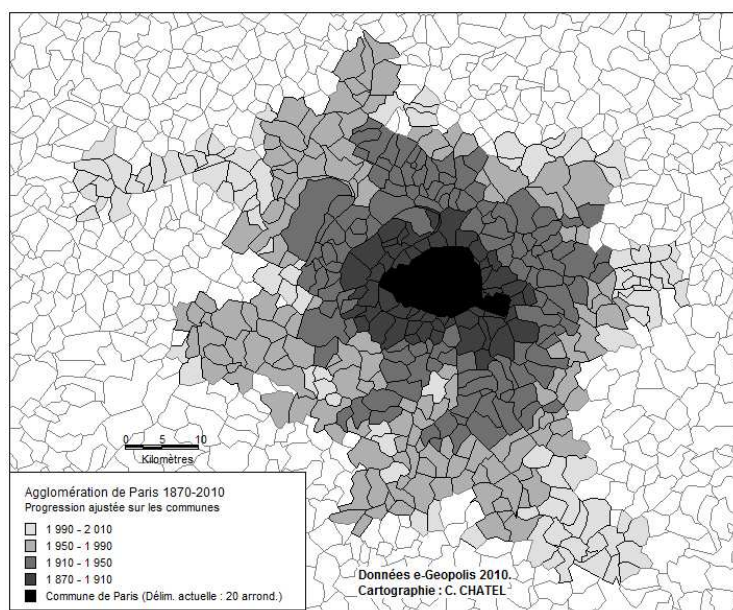 0 5 10
Kilomètres
Agglomération de Paris 1870-2010
Progression ajustée sur les communes
1 990 - 2 010
1 950 - 1 990
1 910 - 1 950
1 870 - 1 910
Commune de Paris (Délim. actuelle : 20 arrond.)
Données e-Geopolis 2010.
Cartographie : C. CHATEL